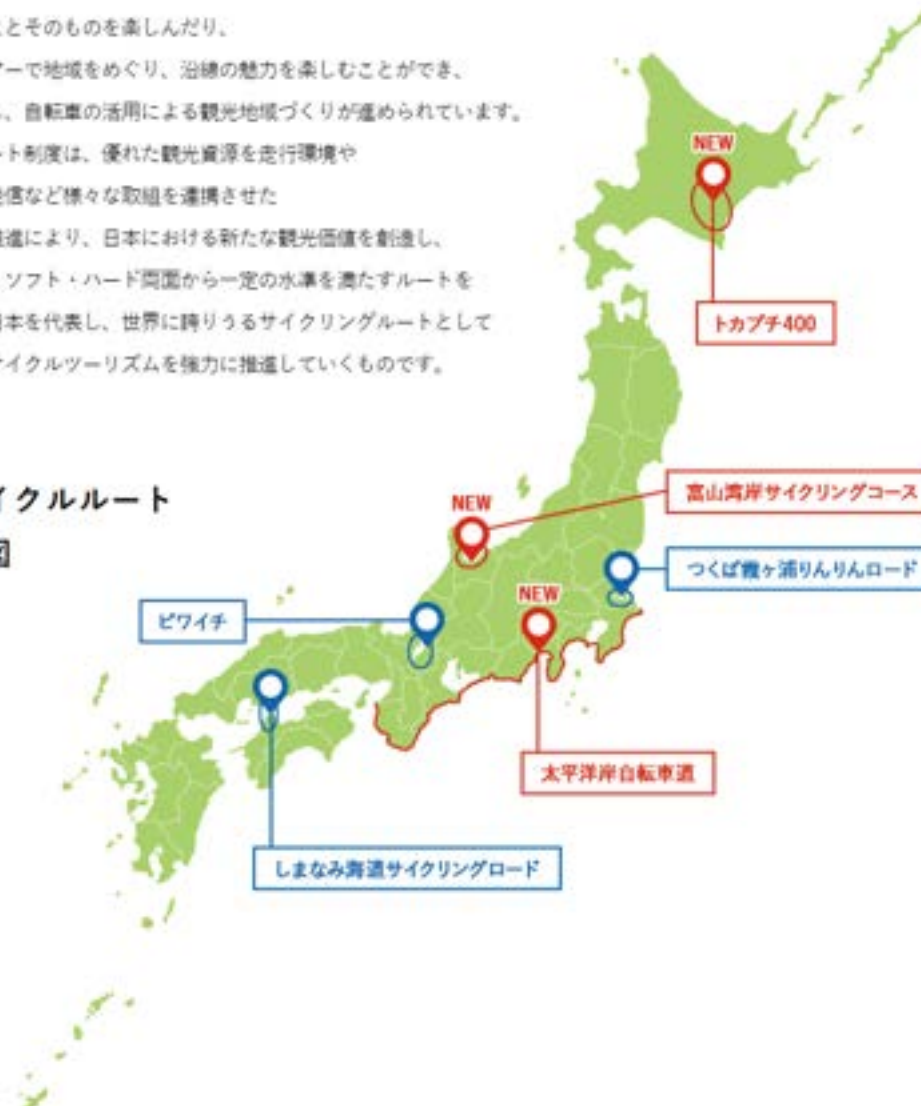 とそのものを楽しんだり、
アーで地域をめぐり、沿線の魅力を楽しむことができ、
、自転車の活用による観光地域づくりが進められています。
ート制度は、優れた観光資源を走行環境や
発信など様々な取組を連携させた
推進により、日本における新たな観光価値を創造し、
ソフト・ハード両面から一定の水準を満たすルートを
日本を代表し、世界に誇りうるサイクリングルートとして
サイクルツーリズムを強力に推進していくものです。
イクルルート
図
NEW
トカプチ400
NEW
富山湾岸サイクリングコース
つくば霞ヶ浦りんりんロード
NEW
ビワイチ
太平洋岸自転車道
しまなみ海道サイクリングロード